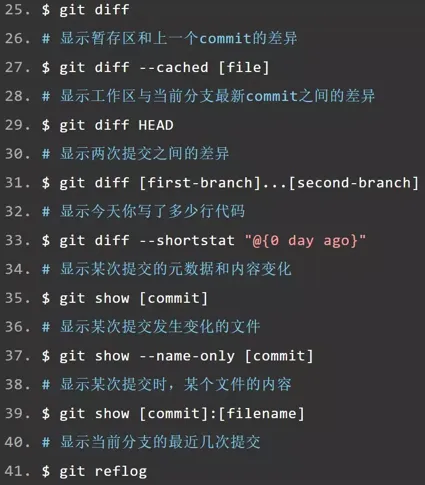 25. $ git diff
26. # 显示暂存区和上一个commit的差异
27. $ git diff --cached [file]
28. # 显示工作区与当前分支最新commit之间的差异
29. $ git diff HEAD
30. # 显示两次提交之间的差异
31. $ git diff [first-branch]...[second-branch]
32. # 显示今天你写了多少行代码
33. $ git diff --shortstat "@{0 day ago}"
34. # 显示某次提交的元数据和内容变化
35. $ git show [commit]
36. # 显示某次提交发生变化的文件
37. $ git show --name-only [commit]
38. # 显示某次提交时，某个文件的内容
39. $ git show [commit]:[filename]
40. # 显示当前分支的最近几次提交
41. $ git reflog